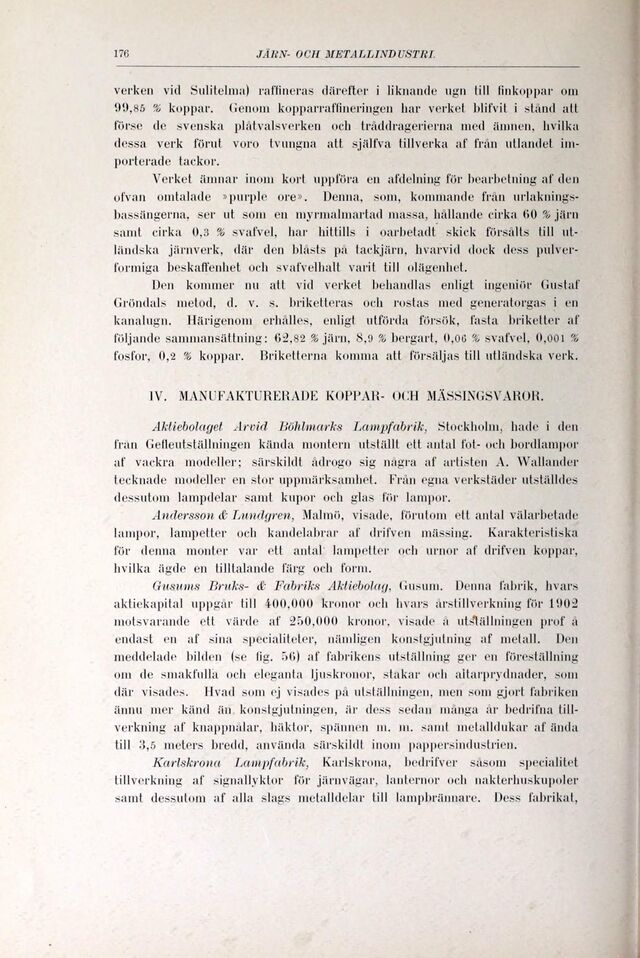 176 JÄRN- OCH METALLINDUSTRI.
verken vid Sulitelma) raffineras därefter i liknande ugn till finkoppar om
99,85 % koppar. Genom kopparraffineringen har verket blifvit i stånd att
förse de svenska plåtvalsverken och tråddragerierna med ämnen, hvilka
dessa verk förut voro tvungna att själfva tillverka af från utlandet im-
porterade tackor.
Verket ämnar inom kort uppföra en afdelning för bearbetning af den
ofvan omtalade »purple ore». Denna, som, kommande från urlaknings-
bassängerna, ser ut som en myrmalmartad massa, hållande cirka 60 % järn
samt cirka 0,3 % svafvel, har hittills i oarbetadt skick försålts till ut-
ländska järnverk, där den blåsts på tackjärn, hvarvid dock dess pulver-
formiga beskaffenhet och svafvelhalt varit till olägenhet.
Den kommer nu att vid verket behandlas enligt ingeniör Gustaf
Gröndals metod, d. v. s. briketteras och rostas med generatorgas i en
kanalugn. Härigenom erhålles, enligt utförda försök, fasta briketter af
följande sammansättning: 62,82 % järn, 8,9 % bergart, 0,06 % svafvel, 0,001 %
fosfor, 0,2 % koppar. Briketterna komma att försäljas till utländska verk.
IV. MANUFAKTURERADE KOPPAR- OCH MÄSSINGSVAROR.
Aktiebolaget Arvid Böhlmarks Lampfabrik, Stockholm, hade i den
från Gefleutställningen kända montern utställt ett antal fot- och bordlampor
af vackra modeller; särskildt ådrogo sig några af artisten A. Wallander
tecknade modeller en stor uppmärksamhet. Från egna verkstäder utställdes
dessutom lampdelar samt kupor och glas för lampor.
Andersson & Lundgren, Malmö, visade, förutom ett antal välarbetade
lampor, lampetter och kandelabrar af drifven mässing. Karakteristiska
för denna monter var ett antal lampetter och urnor af drifven koppar,
hvilka ägde en tilltalande färg och form.
Gusums Bruks- & Fabriks Aktiebolag, Gusum. Denna fabrik, hvars
aktiekapital uppgår till 400,000 kronor och hvars årstillverkning för 1902
motsvarande ett värde af 250,000 kronor, visade å utställningen prof å
endast en af sina specialiteter, nämligen konstgjutning af metall. Den
meddelade bilden (se fig. 56) af fabrikens utställning ger en föreställning
om de smakfulla och eleganta ljuskronor, stakar och altarprydnader, som
där visades. Hvad som ej visades på utställningen, men som gjort fabriken
ännu mer känd än konstgjutningen, är dess sedan många år bedrifna till-
verkning af knappnålar, häktor, spännen m. m. samt metalldukar af ända
till 3,5 meters bredd, använda särskildt inom pappersindustrien.
Karlskrona Lampfabrik, Karlskrona, bedrifver såsom specialitet
tillverkning af signallyktor för järnvägar, lanternor och nakterhuskupoler
samt dessutom af alla slags metalldelar till lampbrännare. Dess fabrikat,